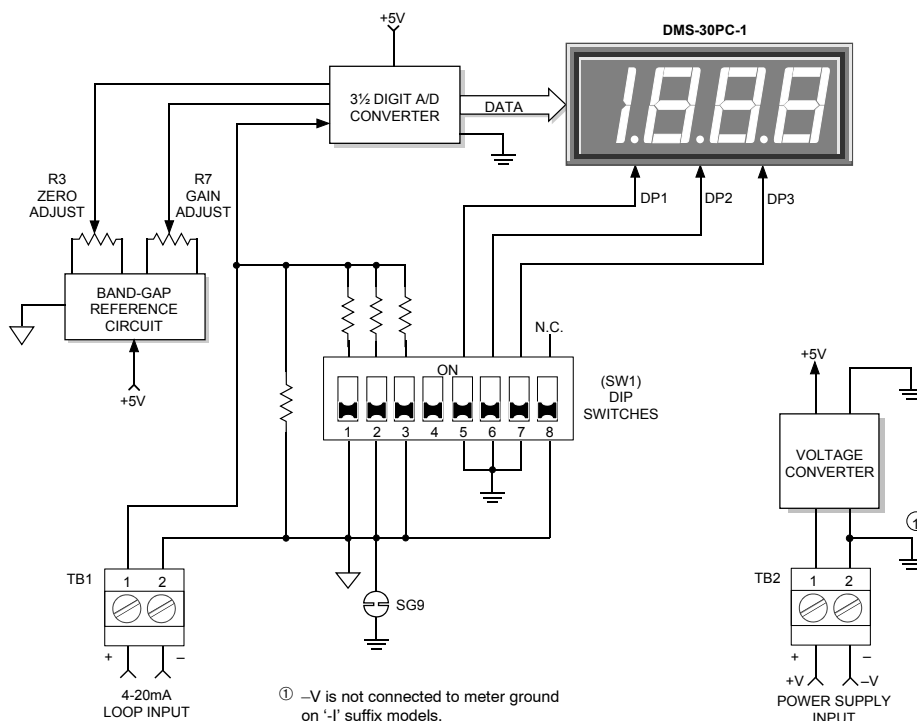 +5V
DMS-30PC-1
3½ DIGIT A/D
CONVERTER
DATA
1.8.8.8
R3
ZERO
ADJUST
R7
GAIN
ADJUST
DP1
DP2
DP3
BAND-GAP
REFERENCE
CIRCUIT
+5V
N.C.
ON
1 2 3 4 5 6 7 8
(SW1)
DIP
SWITCHES
+5V
VOLTAGE
CONVERTER
①
TB1
1 2
+ –
4-20mA
LOOP INPUT
SG9
TB2
1 2
+ –
+V –V
POWER SUPPLY
INPUT
① –V is not connected to meter ground
on '-I' suffix models.